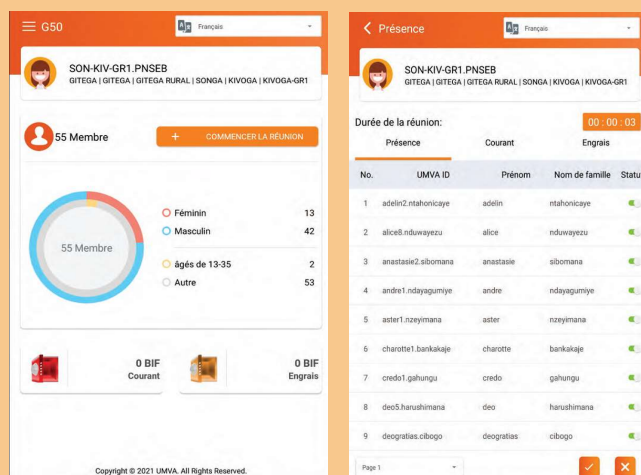 G50
Français
SON-KIV-GR1.PNSEB
GITEGA | GITEGA | GITEGA RURAL | SONGA | KIVOGA | KIVOGA-GR1
55 Membre
+ COMMENCER LA RÉUNION
55 Membre
Féminin 13
Masculin 42
âgés de 13-35 2
Autre 53
0 BIF
Courant
0 BIF
Engrais
Copyright © 2021 UMVA. All Rights Reserved.
Présence
Français
SON-KIV-GR1.PNSEB
GITEGA | GITEGA | GITEGA RURAL | SONGA | KIVOGA | KIVOGA-GR1
Durée de la réunion: 00 : 00 : 03
Présence Courant Engrais
No. UMVA ID Prénom Nom de famille Statu
1 adelin2.ntahonicaye adelin ntahonicaye
2 alice8.nduwayezu alice nduwayezu
3 anastasie2.sibomana anastasie sibomana
4 andre1.ndayagumiye andre ndayagumiye
5 aster1.nzeyimana aster nzeyimana
6 charotte1.bankakaje charotte bankakaje
7 credo1.gahungu credo gahungu
8 deo5.harushimana deo harushimana
9 deogratias.cibogo deogratias cibogo
Page 1